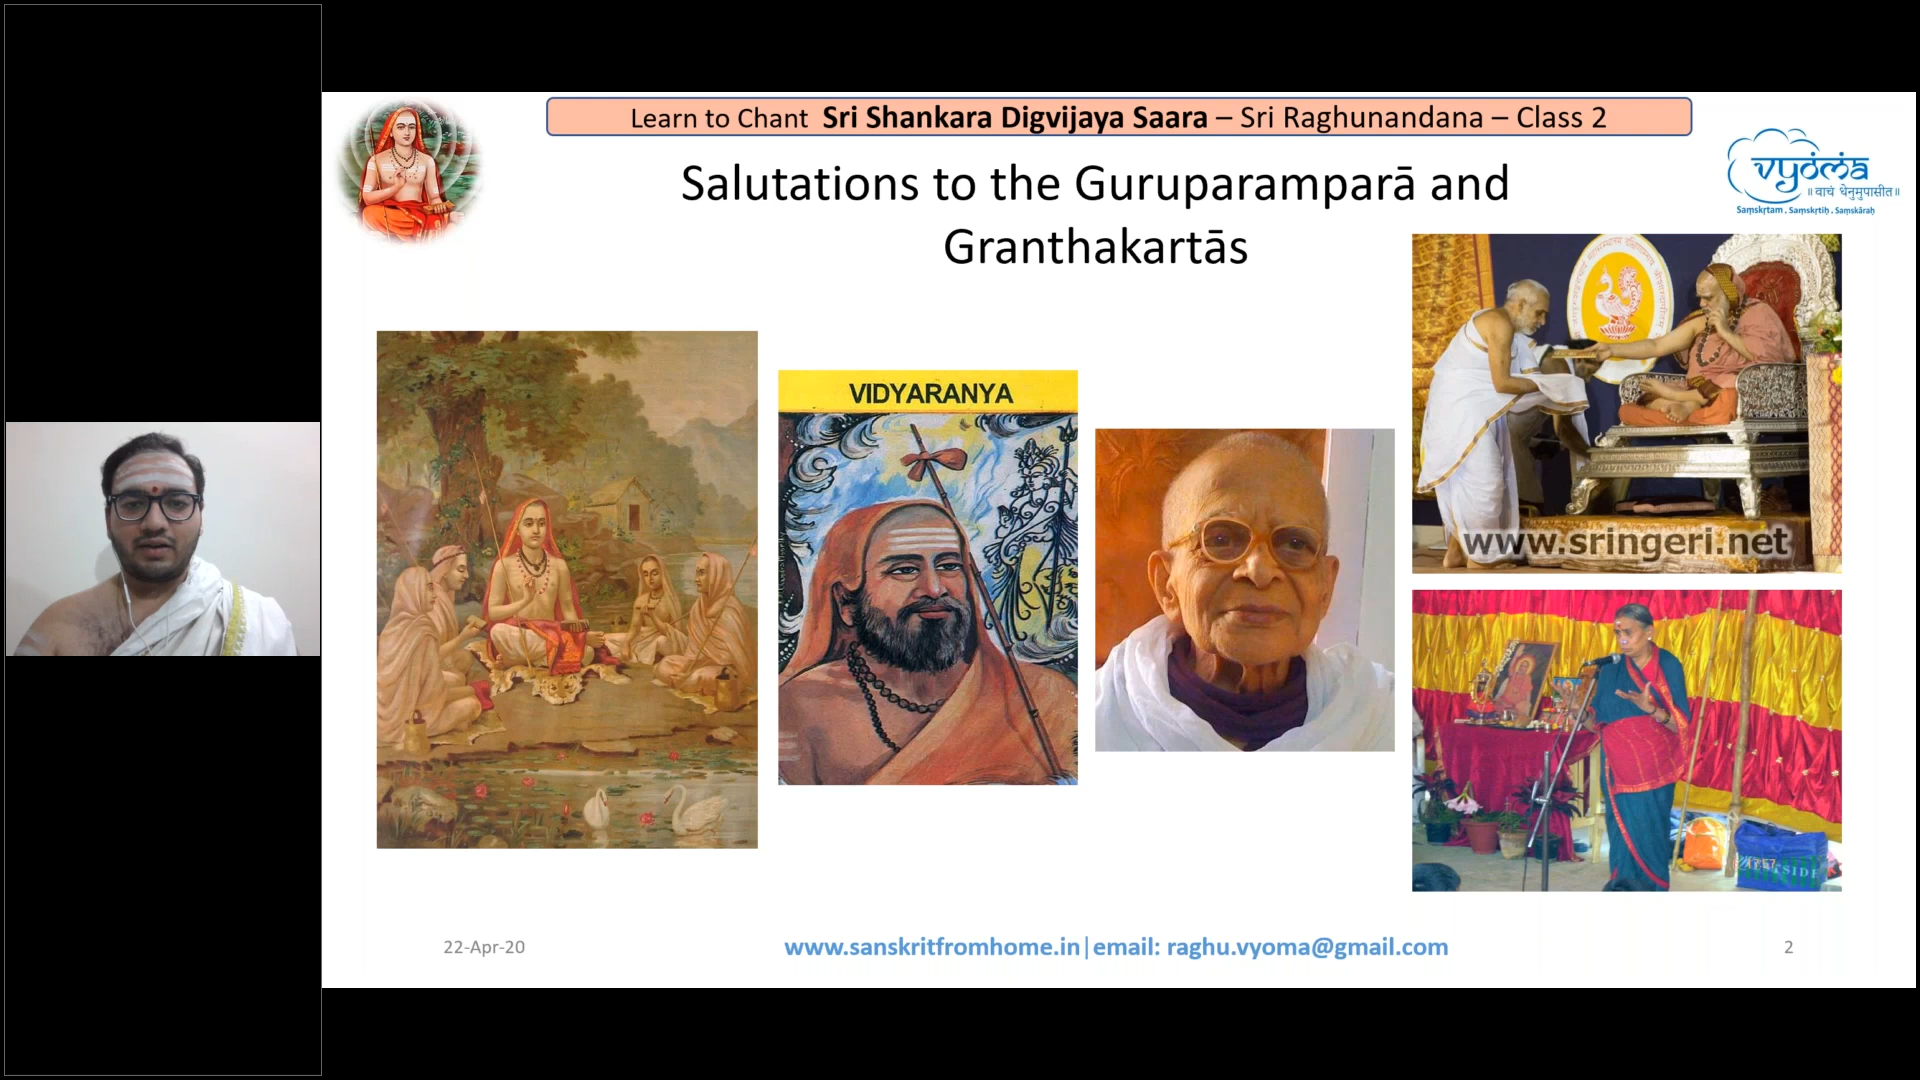 Learn to Chant Sri Shankara Digvijaya Saara – Sri Raghunandana – Class 2
Salutations to the Guruparamparā and
Granthakartās
vyoma
॥ वाचं धेनुमुपासीत॥
Saṃskṛtam . Saṃskṛtiḥ . Saṃskāraḥ
VIDYARANYA
www.sringeri.net
22-Apr-20
www.sanskritfromhome.in|email: raghu.vyoma@gmail.com
2